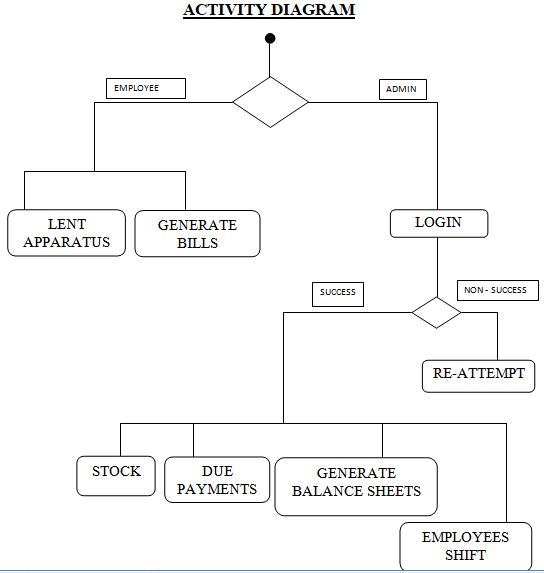 ACTIVITY DIAGRAM
EMPLOYEE
ADMIN
LENT
APPARATUS
GENERATE
BILLS
LOGIN
SUCCESS
NON - SUCCESS
RE-ATTEMPT
STOCK
DUE
PAYMENTS
GENERATE
BALANCE SHEETS
EMPLOYEES
SHIFT